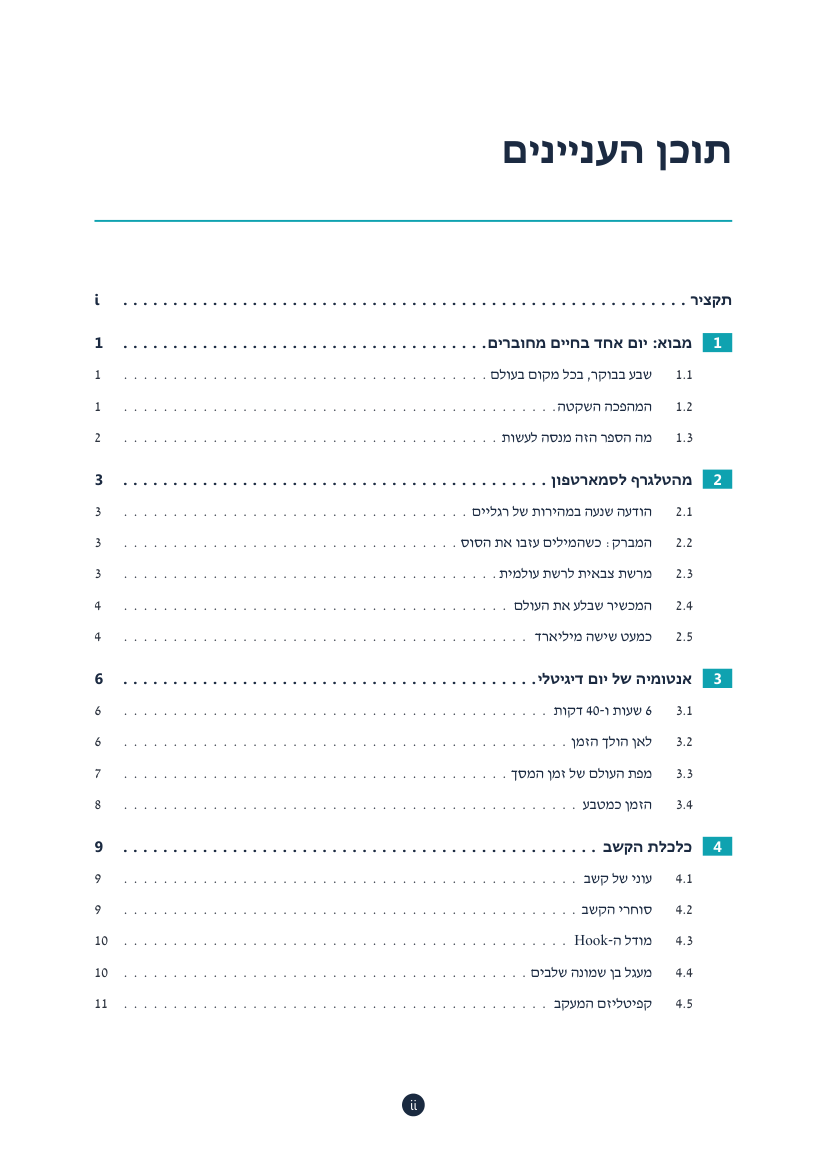 תוכן העניינים
תקציר . . . . . . . . . . . . . . . . . . . . . . . . . . . . . . i
1 מבוא: יום אחד בחיים מחוברים . . . . . . . . . . . . . . . . . . . . 1
1.1 שבע בבוקר, בכל מקום בעולם . . . . . . . . . . . . . . . . . . . . 1
1.2 המהפכה השקטה . . . . . . . . . . . . . . . . . . . . 1
1.3 מה הספר הזה מנסה לעשות . . . . . . . . . . . . . . . . . . . . 2
2 מהטלגרף לסמארטפון . . . . . . . . . . . . . . . . . . . . 3
2.1 הודעה שנעה במהירות של רגליים . . . . . . . . . . . . . . . . . . . . 3
2.2 המברק: כשהמילים עזבו את הסוס . . . . . . . . . . . . . . . . . . . . 3
2.3 מרשת צבאית לרשת עולמית . . . . . . . . . . . . . . . . . . . . 3
2.4 המכשיר שבלע את העולם . . . . . . . . . . . . . . . . . . . . 4
2.5 כמעט שישה מיליארד . . . . . . . . . . . . . . . . . . . . 4
3 אנטומיה של יום דיגיטלי . . . . . . . . . . . . . . . . . . . . 6
3.1 6 שעות ו-40 דקות . . . . . . . . . . . . . . . . . . . . 6
3.2 לאן הולך הזמן . . . . . . . . . . . . . . . . . . . . 6
3.3 מפת העולם של זמן המסך . . . . . . . . . . . . . . . . . . . . 7
3.4 הזמן כמטבע . . . . . . . . . . . . . . . . . . . . 8
4 כלכלת הקשב . . . . . . . . . . . . . . . . . . . . 9
4.1 עוני של קשב . . . . . . . . . . . . . . . . . . . . 9
4.2 סוחרי הקשב . . . . . . . . . . . . . . . . . . . . 9
4.3 מודל ה-Hook . . . . . . . . . . . . . . . . . . . . 10
4.4 מעגל בן שמונה שלבים . . . . . . . . . . . . . . . . . . . . 10
4.5 קפיטליזם המעקב . . . . . . . . . . . . . . . . . . . . 11
ii